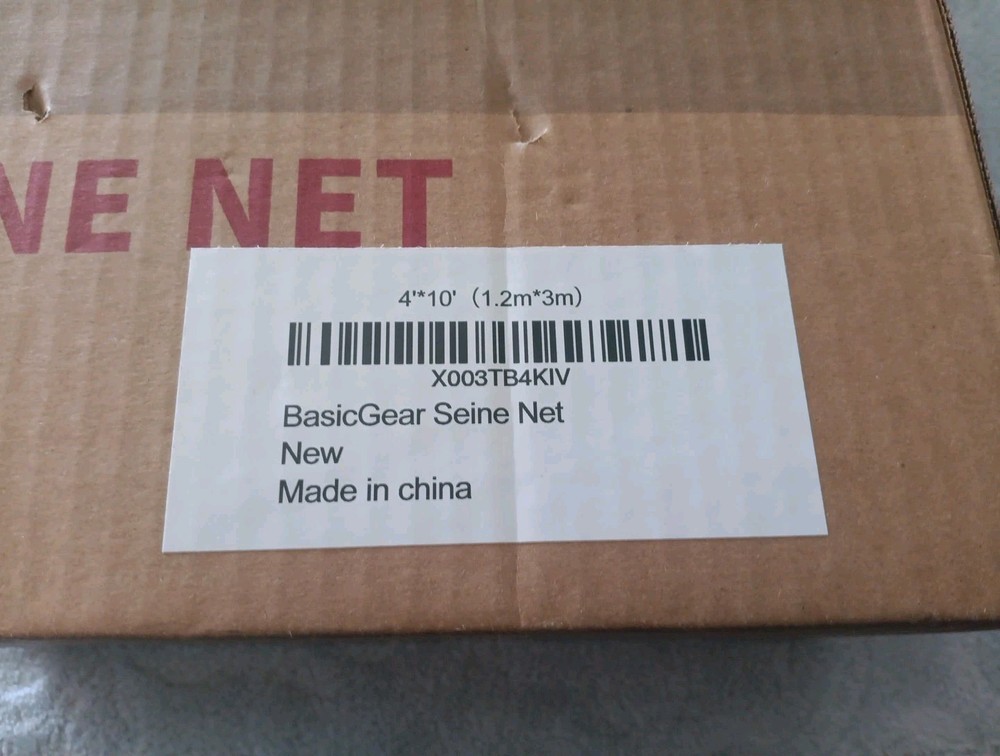 NE NET
4'*10'（1.2m*3m）
X003TB4KIV
BasicGear Seine Net
New
Made in china